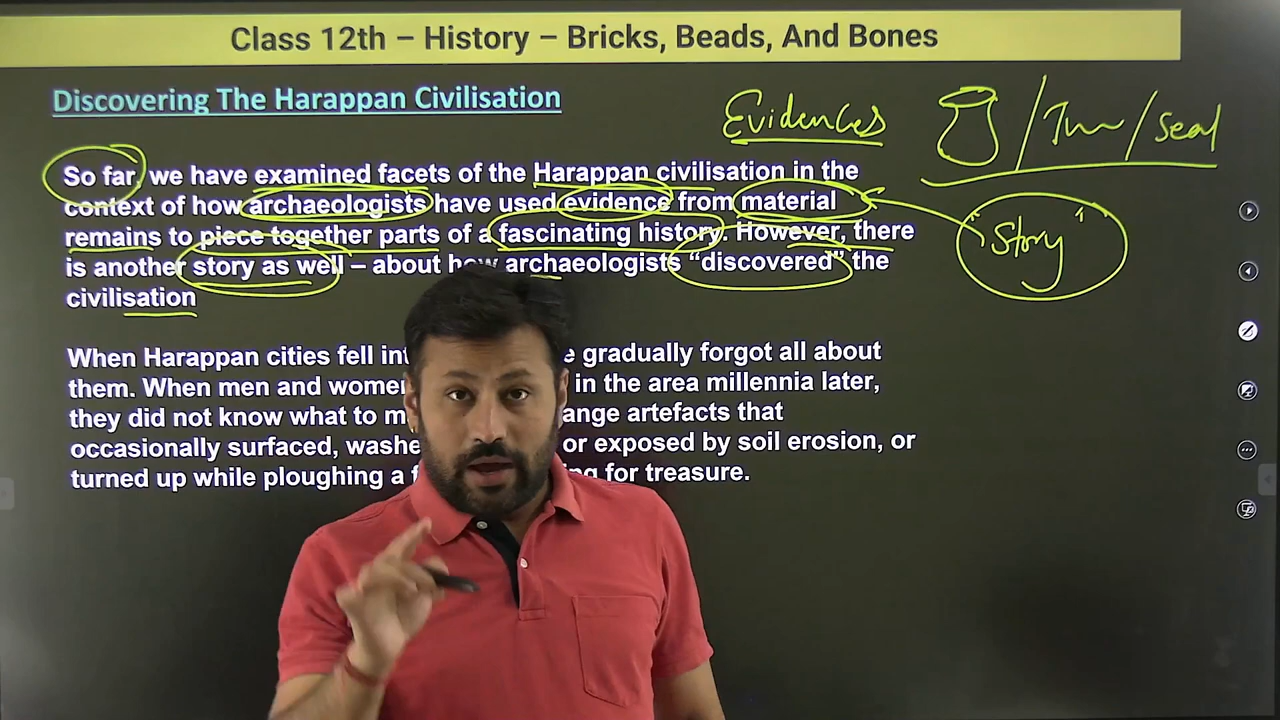 Class 12th – History – Bricks, Beads, And Bones
Discovering The Harappan Civilisation
Evidences
/ / seal
So far, we have examined facets of the Harappan civilisation in the
context of how archaeologists have used evidence from material
remains to piece together parts of a fascinating history. However, there
is another story as well – about how archaeologists “discovered” the
civilisation
"Story"
When Harappan cities fell gradually forgot all about
them. When men and women in the area millennia later,
they did not know what to artefacts that
occasionally surfaced, or exposed by soil erosion, or
turned up while ploughing a for treasure.